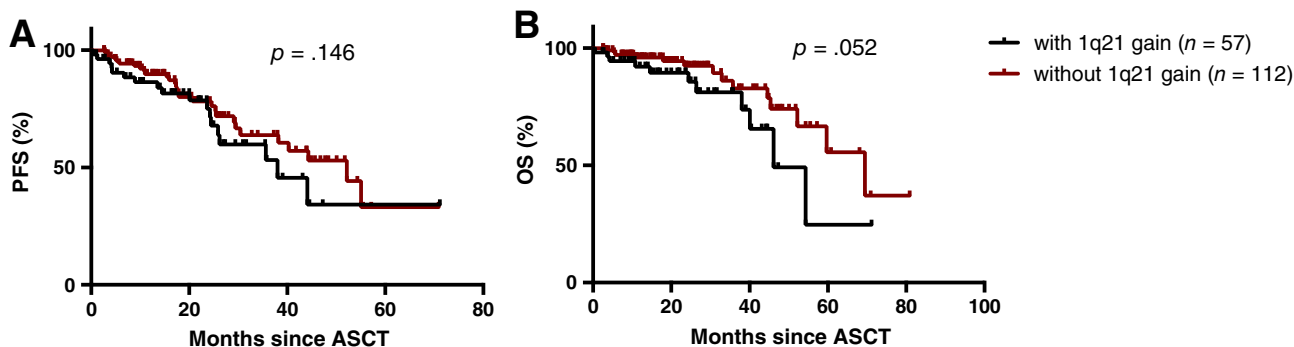 A
p = .146
PFS (%)
100
50
0
0 20 40 60 80
Months since ASCT
B
p = .052
OS (%)
100
50
0
0 20 40 60 80 100
Months since ASCT
with 1q21 gain (n = 57)
without 1q21 gain (n = 112)